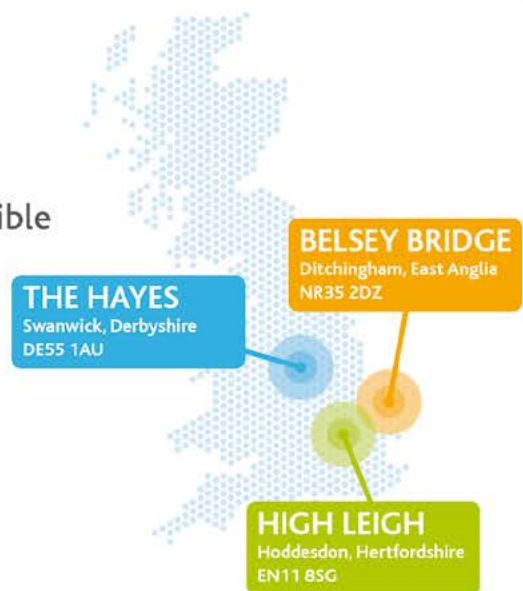 ible
BELSEY BRIDGE
Ditchingham, East Anglia
NR35 2DZ
THE HAYES
Swanwick, Derbyshire
DE55 1AU
HIGH LEIGH
Hoddesdon, Hertfordshire
EN11 8SG